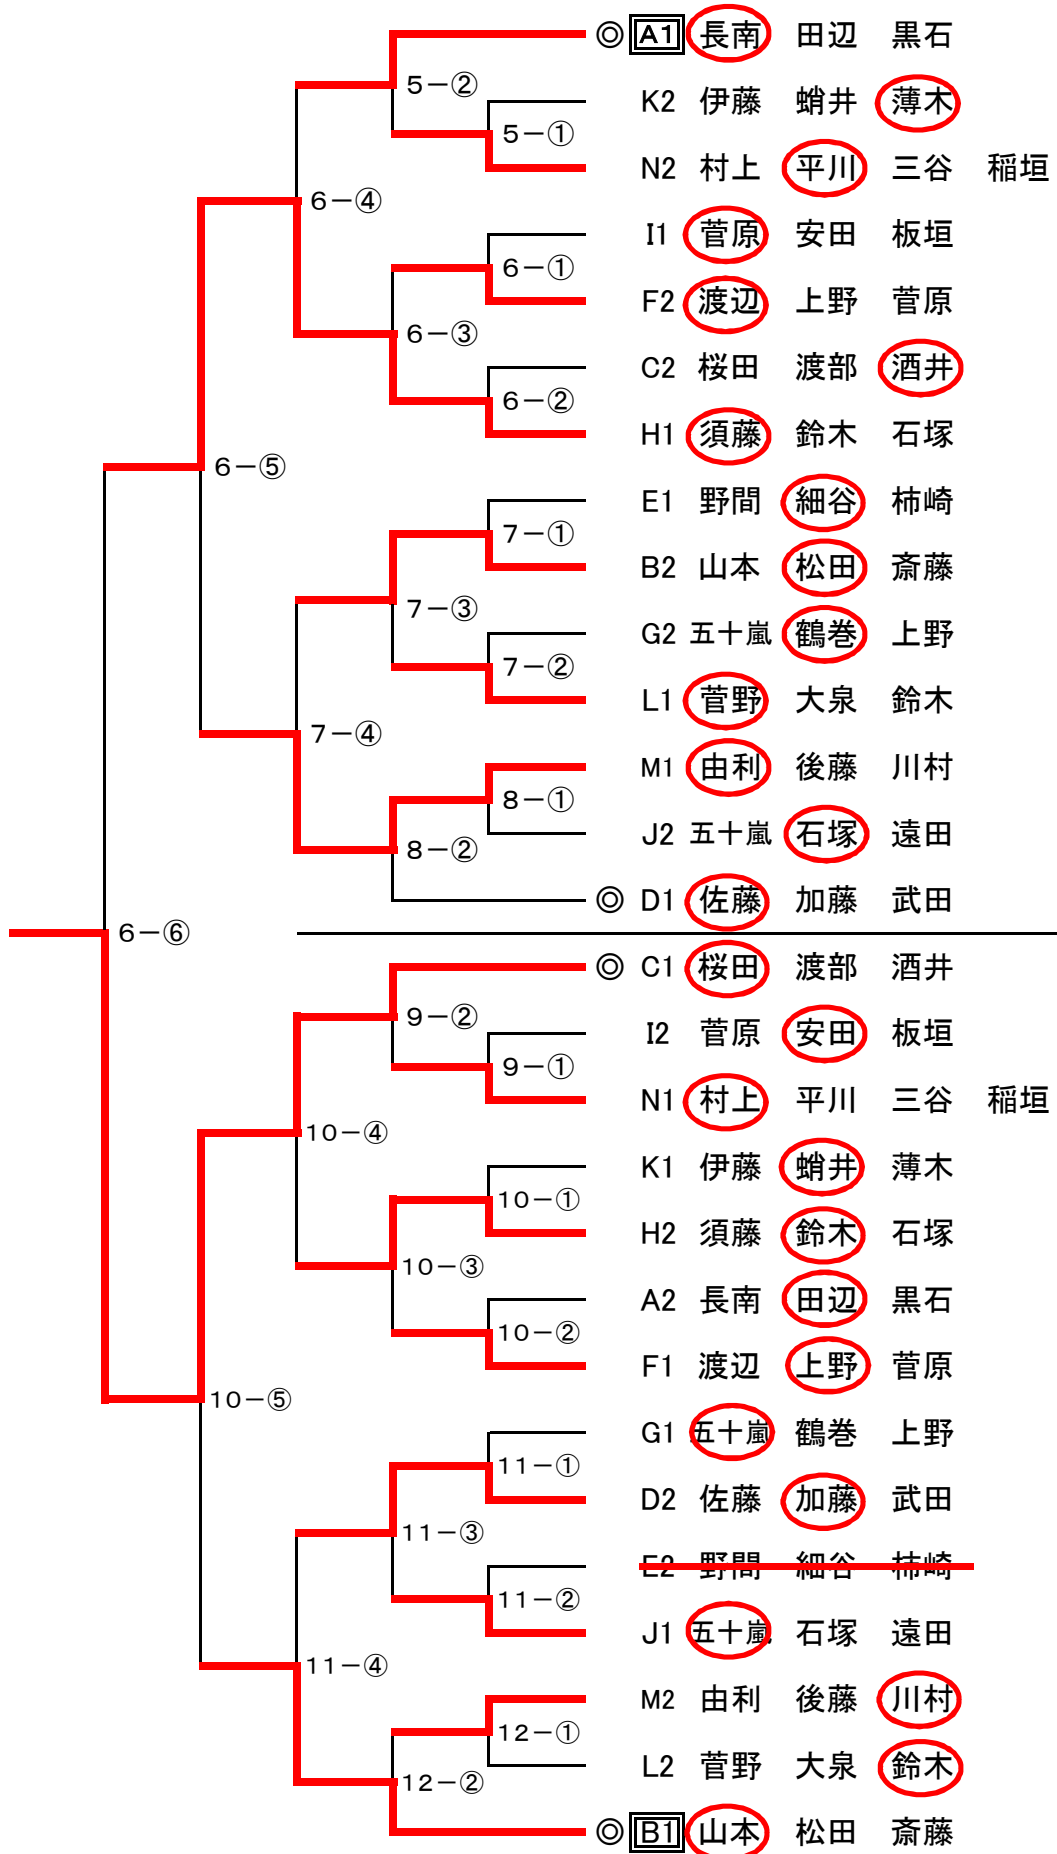 ◎ A1 長南 田辺 黒石
5－②
K2 伊藤 蛸井 薄木
5－①
N2 村上 平川 三谷 稲垣
6－④
I1 菅原 安田 板垣
6－①
F2 渡辺 上野 菅原
6－③
C2 桜田 渡部 酒井
6－②
H1 須藤 鈴木 石塚
6－⑤
E1 野間 細谷 柿崎
7－①
B2 山本 松田 斎藤
7－③
G2 五十嵐 鶴巻 上野
7－②
L1 菅野 大泉 鈴木
7－④
M1 由利 後藤 川村
8－①
J2 五十嵐 石塚 遠田
8－②
◎ D1 佐藤 加藤 武田
6－⑥
◎ C1 桜田 渡部 酒井
9－②
I2 菅原 安田 板垣
9－①
N1 村上 平川 三谷 稲垣
10－④
K1 伊藤 蛸井 薄木
10－①
H2 須藤 鈴木 石塚
10－③
A2 長南 田辺 黒石
10－②
F1 渡辺 上野 菅原
10－⑤
G1 五十嵐 鶴巻 上野
11－①
D2 佐藤 加藤 武田
11－③
E2 野間 細谷 柿崎
11－②
J1 五十嵐 石塚 遠田
11－④
M2 由利 後藤 川村
12－①
L2 菅野 大泉 鈴木
12－②
◎ B1 山本 松田 斎藤